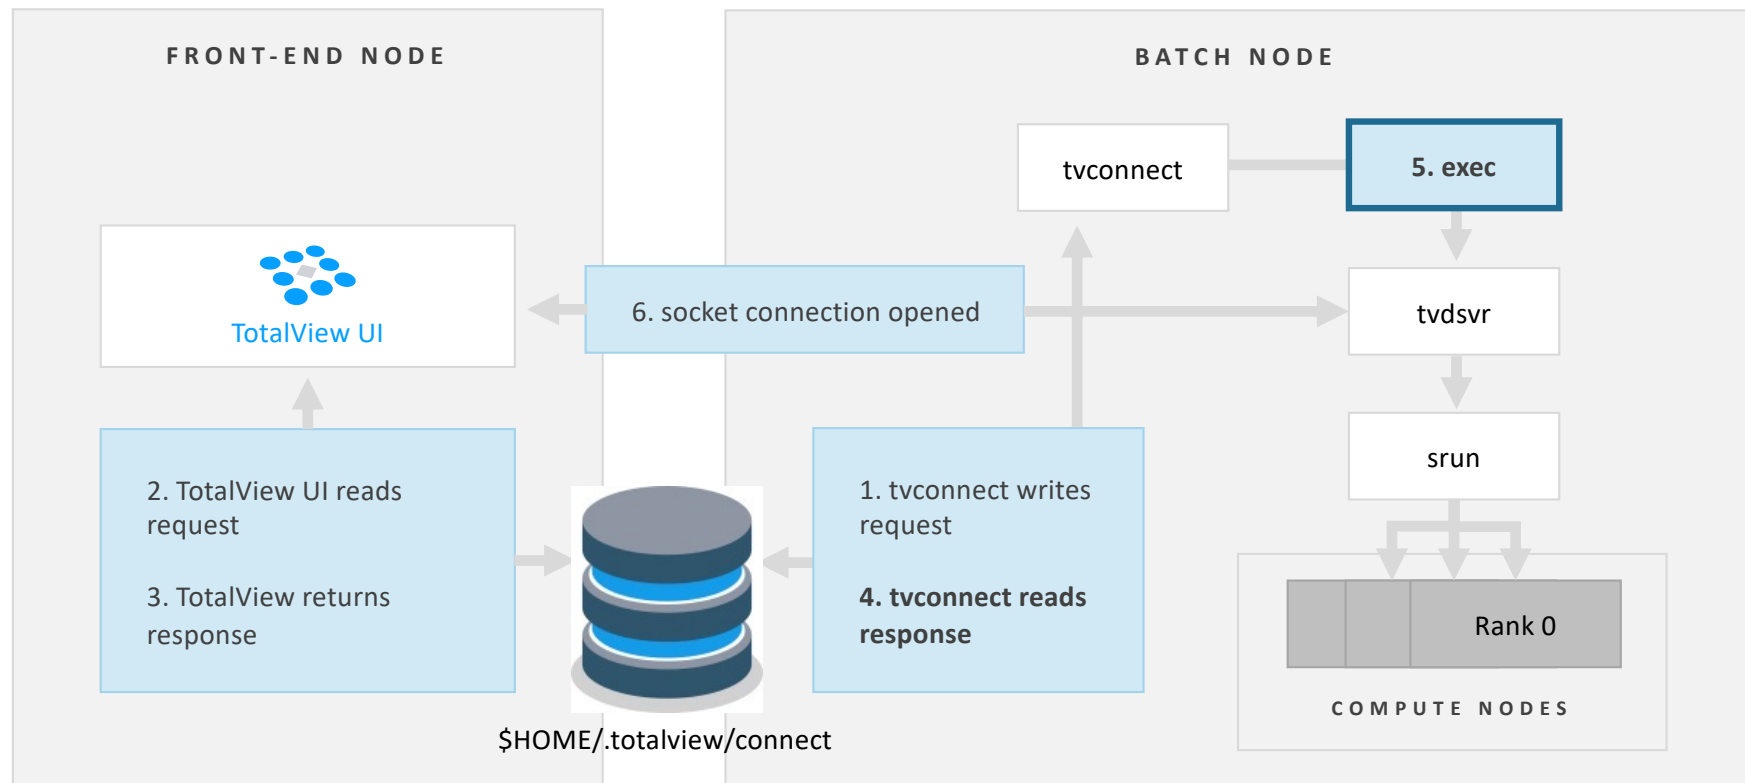 FRONT-END NODE
BATCH NODE
tvconnect
5. exec
TotalView UI
6. socket connection opened
tvdsvr
srun
2. TotalView UI reads
request
3. TotalView returns
response
1. tvconnect writes
request
4. tvconnect reads
response
Rank 0
COMPUTE NODES
$HOME/.totalview/connect